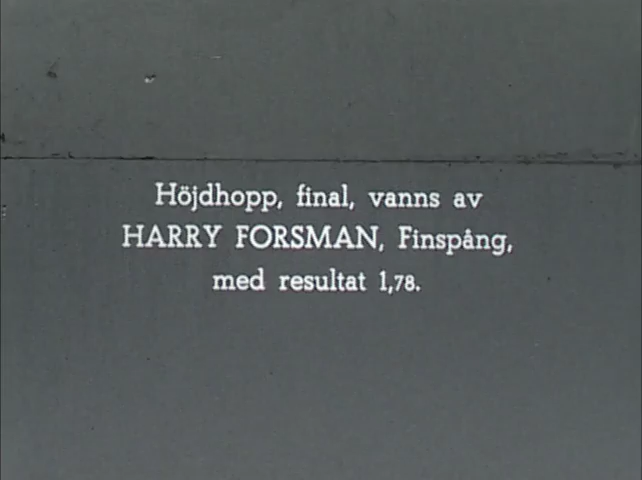 Höjdhopp, final, vanns av
HARRY FORSMAN, Finspång,
med resultat 1,78.